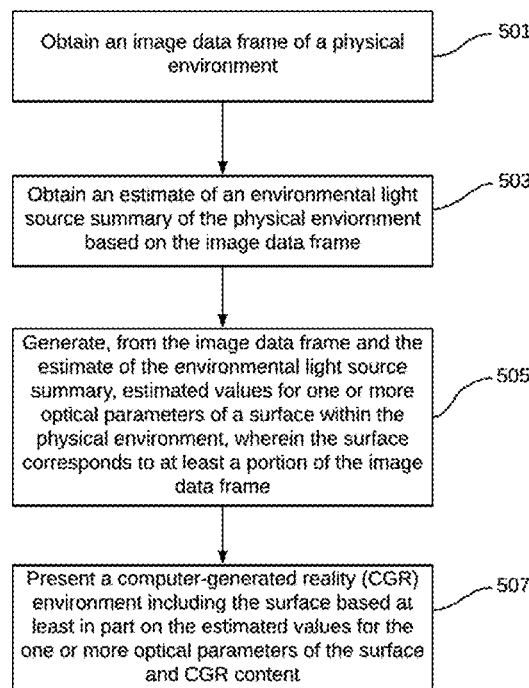 Obtain an image data frame of a physical
environment
501
Obtain an estimate of an environmental light
source summary of the physical enviornment
based on the image data frame
503
Generate, from the image data frame and the
estimate of the environmental light source
summary, estimated values for one or more
optical parameters of a surface within the
physical environment, wherein the surface
corresponds to at least a portion of the image
data frame
505
Present a computer-generated reality (CGR)
environment including the surface based at
least in part on the estimated values for the
one or more optical parameters of the surface
and CGR content
507